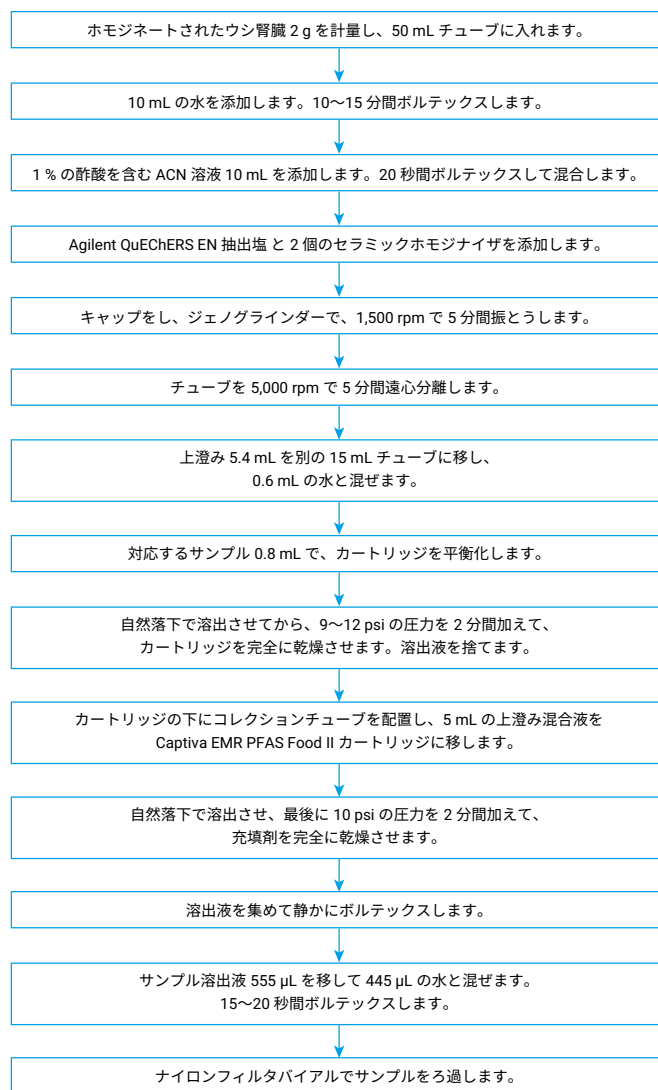 ホモジネートされたウシ腎臓 2 g を計量し、50 mL チューブに入れます。
10 mL の水を添加します。10～15 分間ボルテックスします。
1 % の酢酸を含む ACN 溶液 10 mL を添加します。20 秒間ボルテックスして混合します。
Agilent QuEChERS EN 抽出塩 と 2 個のセラミックホモジナイザを添加します。
キャップをし、ジェノグラインダーで、1,500 rpm で 5 分間振とうします。
チューブを 5,000 rpm で 5 分間遠心分離します。
上澄み 5.4 mL を別の 15 mL チューブに移し、
0.6 mL の水と混ぜます。
対応するサンプル 0.8 mL で、カートリッジを平衡化します。
自然落下で溶出させてから、9～12 psi の圧力を 2 分間加えて、
カートリッジを完全に乾燥させます。溶出液を捨てます。
カートリッジの下にコレクションチューブを配置し、5 mL の上澄み混合液を
Captiva EMR PFAS Food II カートリッジに移します。
自然落下で溶出させ、最後に 10 psi の圧力を 2 分間加えて、
充填剤を完全に乾燥させます。
溶出液を集めて静かにボルテックスします。
サンプル溶出液 555 µL を移して 445 µL の水と混ぜます。
15～20 秒間ボルテックスします。
ナイロンフィルタバイアルでサンプルをろ過します。